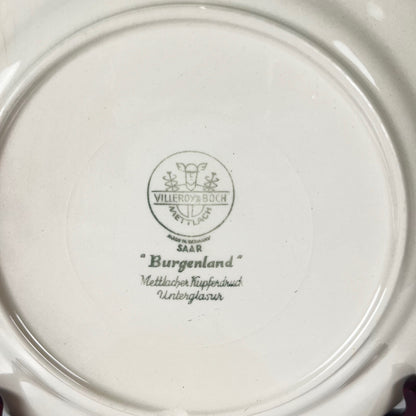 VILLEROY & BOCH
METTLACH
MADE IN GERMANY
SAAR
"Burgenland"
Mettlacher Kupferdruck
Unterglasur